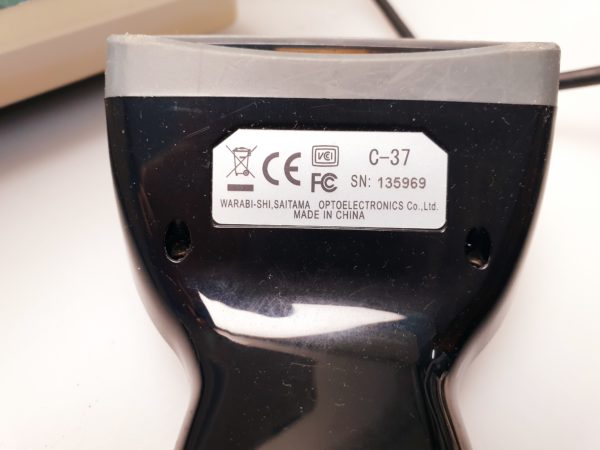 CE VCI C-37
FC SN: 135969
WARABI-SHI,SAITAMA OPTOELECTRONICS Co.,Ltd.
MADE IN CHINA